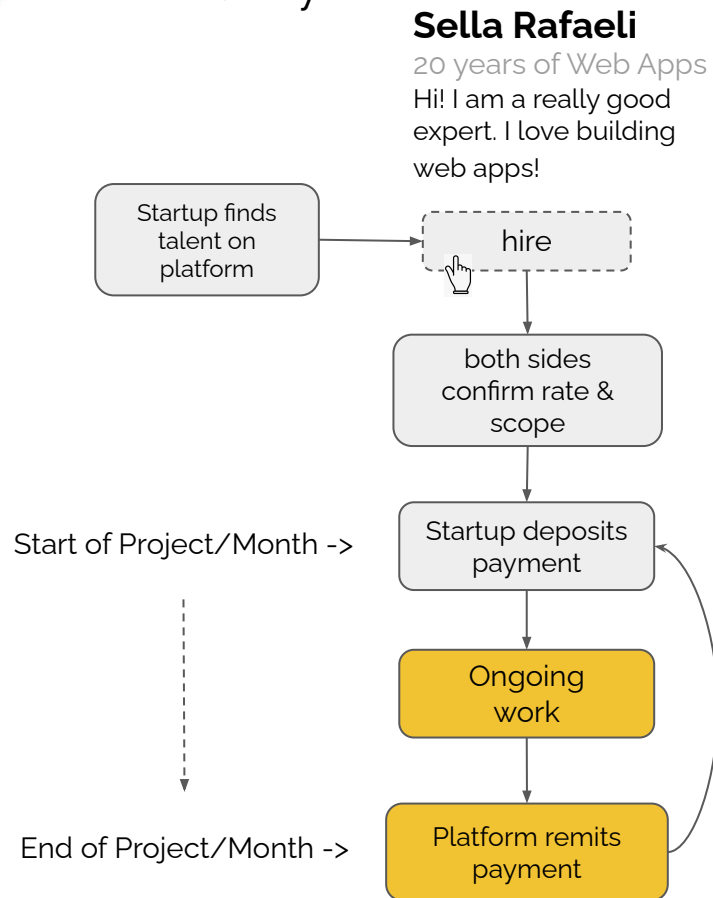 Sella Rafaeli
20 years of Web Apps
Hi! I am a really good
expert. I love building
web apps!
Startup finds
talent on
platform
hire
both sides
confirm rate &
scope
Start of Project/Month ->
Startup deposits
payment
Ongoing
work
End of Project/Month ->
Platform remits
payment